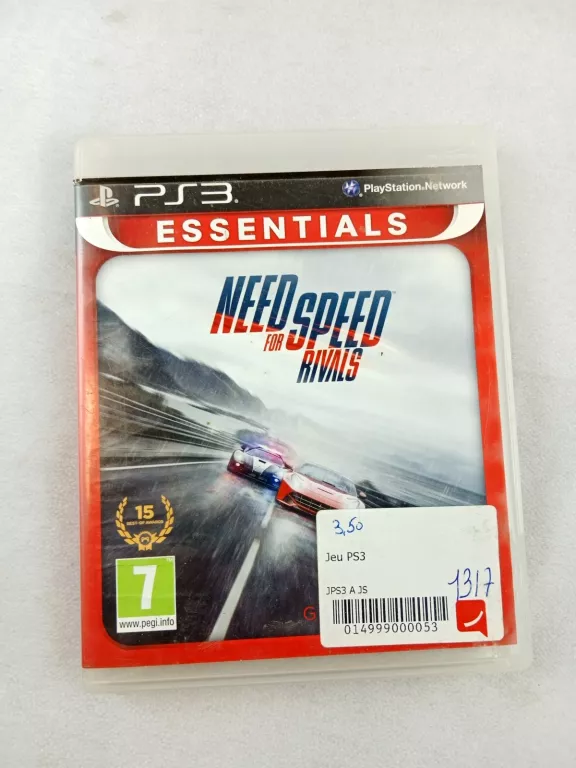 PS3
PlayStation Network
ESSENTIALS
NEED
FOR SPEED
RIVALS
15
7
www.pegi.info
3,50
Jeu PS3
JPS3 A JS
1317
014999000053
G